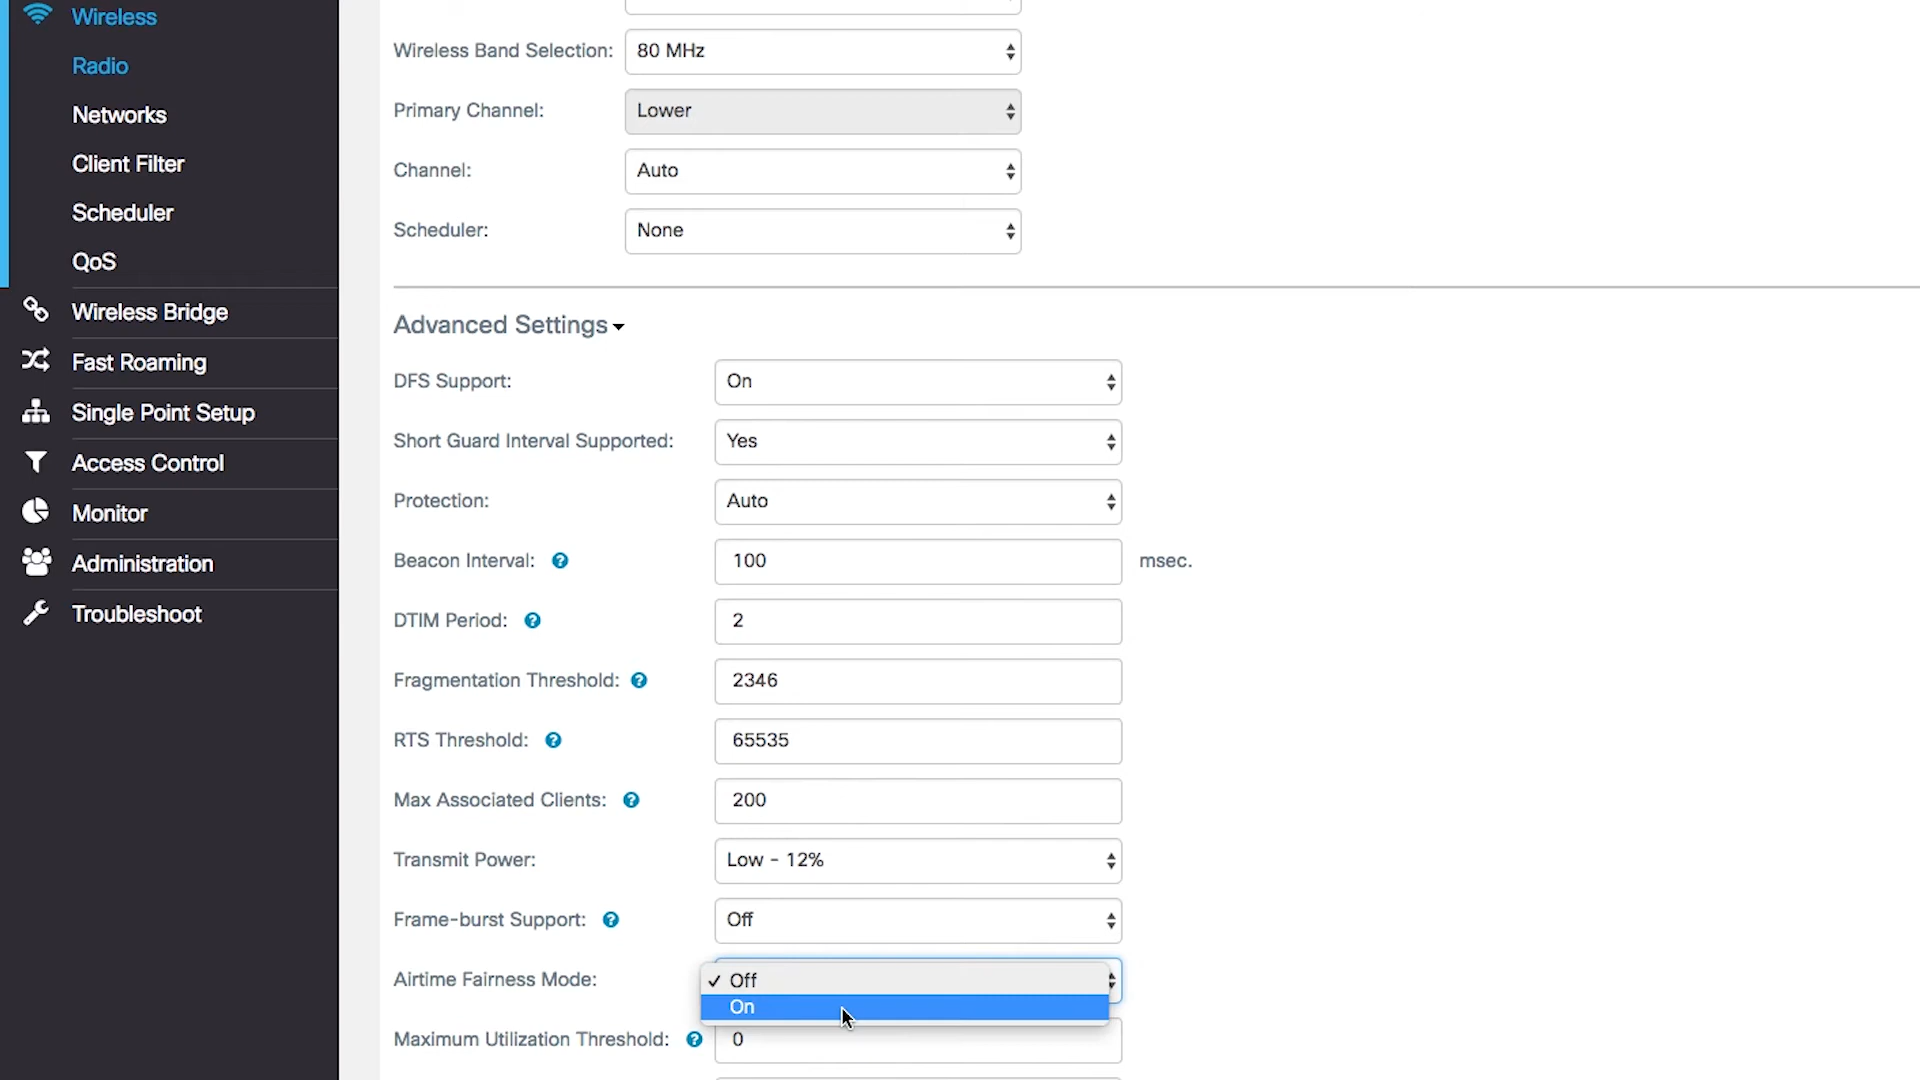 Wireless
Radio
Networks
Client Filter
Scheduler
QoS
Wireless Bridge
Fast Roaming
Single Point Setup
Access Control
Monitor
Administration
Troubleshoot
Wireless Band Selection: 80 MHz
Primary Channel: Lower
Channel: Auto
Scheduler: None
Advanced Settings
DFS Support: On
Short Guard Interval Supported: Yes
Protection: Auto
Beacon Interval: ? 100 msec.
DTIM Period: ? 2
Fragmentation Threshold: ? 2346
RTS Threshold: ? 65535
Max Associated Clients: ? 200
Transmit Power: Low - 12%
Frame-burst Support: ? Off
Airtime Fairness Mode: ✓ Off
On
Maximum Utilization Threshold: ? 0